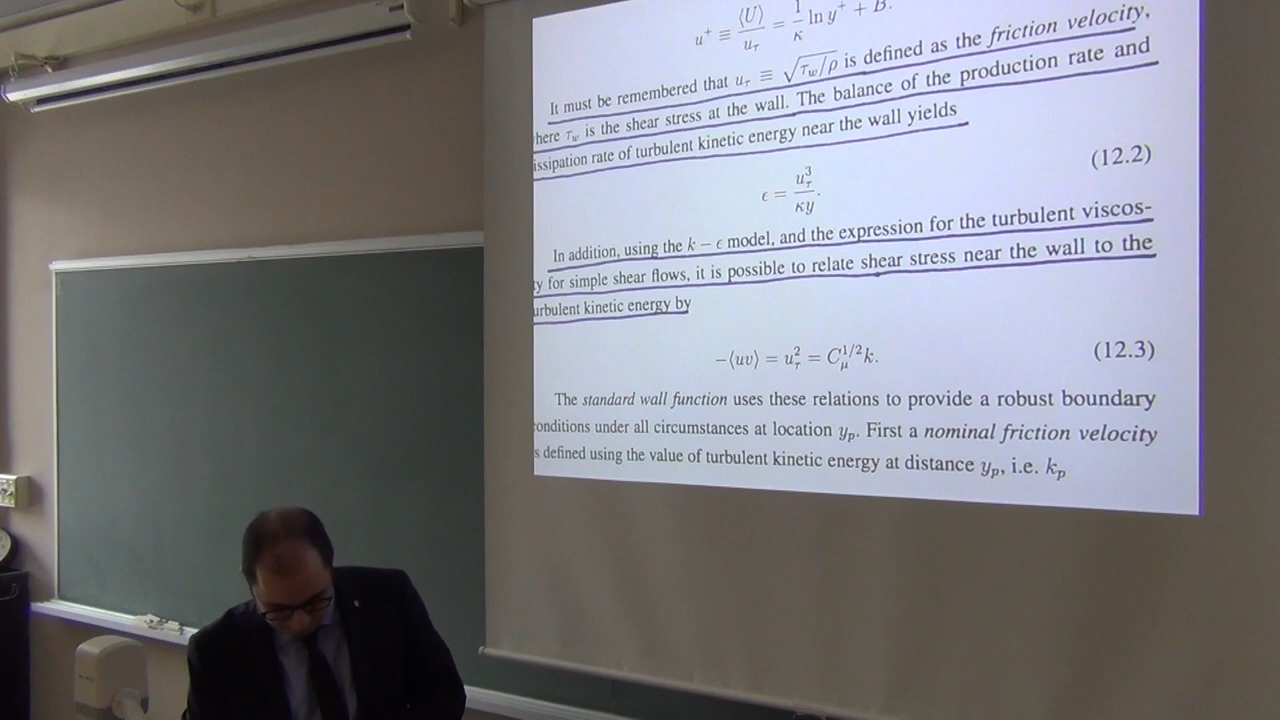 u⁺ ≡ ⟨U⟩/u_τ = 1/κ ln y⁺ + B.
It must be remembered that u_τ ≡ √(τ_w/ρ) is defined as the friction velocity,
here τ_w is the shear stress at the wall. The balance of the production rate and
issipation rate of turbulent kinetic energy near the wall yields
ϵ = u_τ³/κy. (12.2)
In addition, using the k − ϵ model, and the expression for the turbulent viscos-
ty for simple shear flows, it is possible to relate shear stress near the wall to the
urbulent kinetic energy by
−⟨uv⟩ = u_τ² = C_μ^{1/2}k. (12.3)
The standard wall function uses these relations to provide a robust boundary
conditions under all circumstances at location y_p. First a nominal friction velocity
s defined using the value of turbulent kinetic energy at distance y_p, i.e. k_p